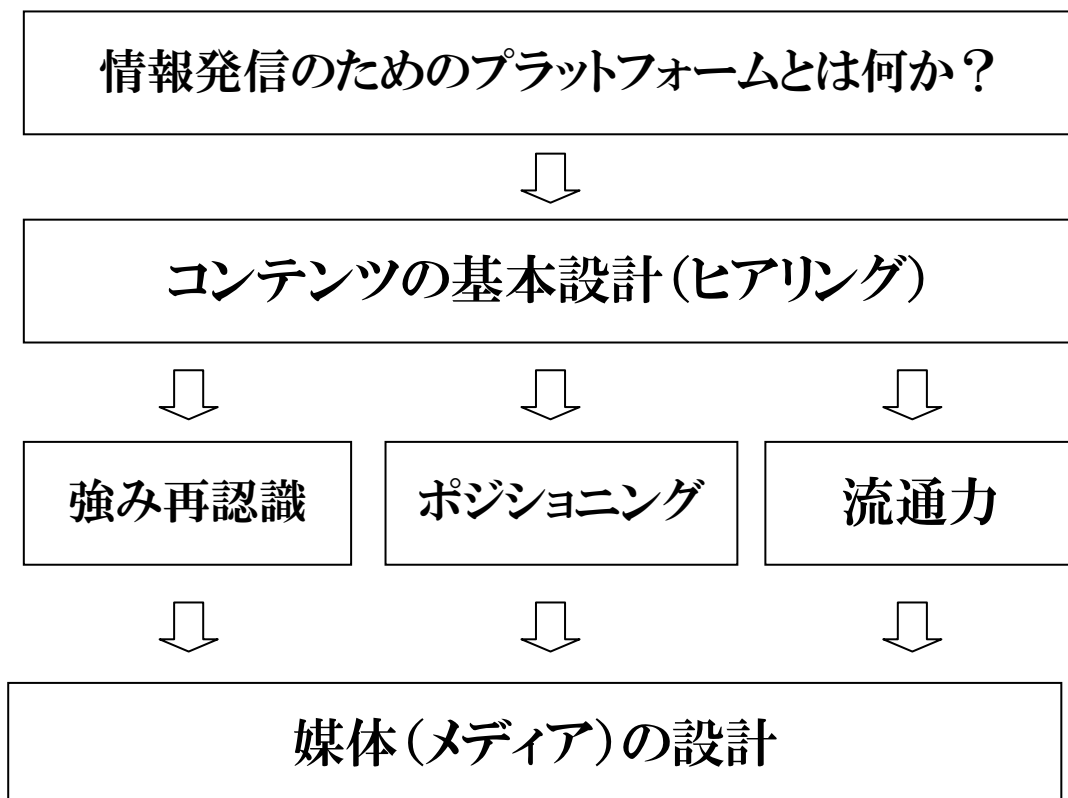 情報発信のためのプラットフォームとは何か？
コンテンツの基本設計（ヒアリング）
強み再認識
ポジショニング
流通力
媒体（メディア）の設計